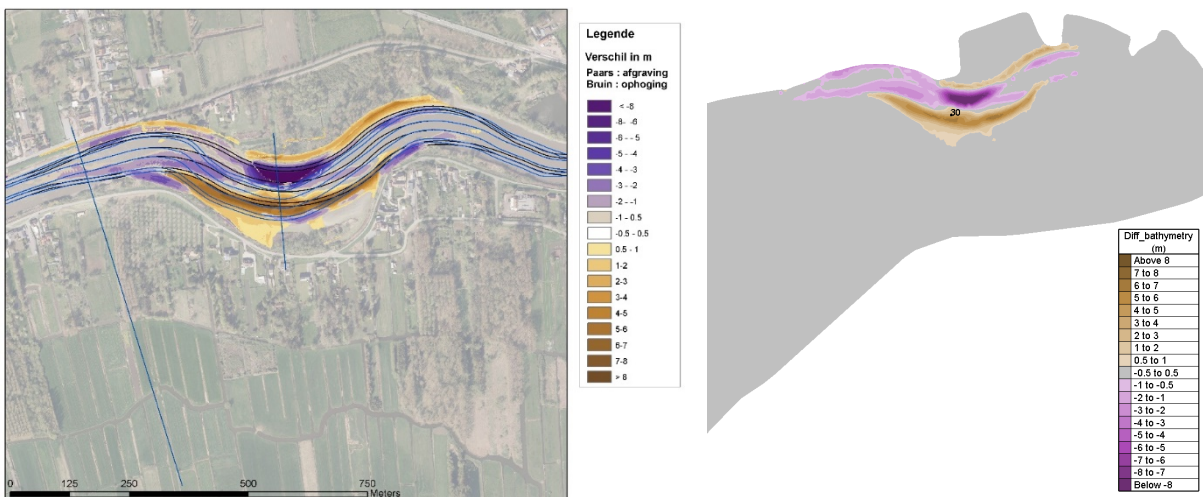 Legende
Verschil in m
Paars : afgraving
Bruin : ophoging
< -8
-8- -6
-6 - -5
-5 - -4
-4 - -3
-3 - -2
-2 - -1
-1 - 0.5
-0.5 - 0.5
0.5 - 1
1-2
2-3
3-4
4-5
5-6
6-7
7-8
> 8
0 125 250 500 750
Meters
30
Diff_bathymetry
(m)
Above 8
7 to 8
6 to 7
5 to 6
4 to 5
3 to 4
2 to 3
1 to 2
0.5 to 1
-0.5 to 0.5
-1 to -0.5
-2 to -1
-3 to -2
-4 to -3
-5 to -4
-6 to -5
-7 to -6
-8 to -7
Below -8